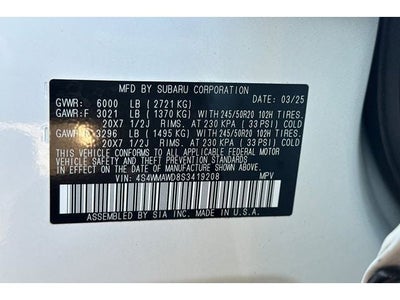 MFD BY SUBARU CORPORATION
DATE: 03/25
GVWR: 6000 LB (2721 KG)
GAWR:F 3021 LB (1370 KG) WITH 245/50R20 102H TIRES.
20X7 1/2J RIMS, AT 230 KPA (33 PSI) COLD
GAWR:R 3296 LB (1495 KG) WITH 245/50R20 102H TIRES.
20X7 1/2J RIMS, AT 230 KPA (33 PSI) COLD
THIS VEHICLE CONFORMS TO ALL APPLICABLE FEDERAL MOTOR
VEHICLE SAFETY AND BUMPER STANDARDS IN EFFECT ON THE
DATE OF MANUFACTURE SHOWN ABOVE.
VIN: 4S4WMAWD8S3419208 MPV
ASSEMBLED BY SIA INC. MADE IN U.S.A.